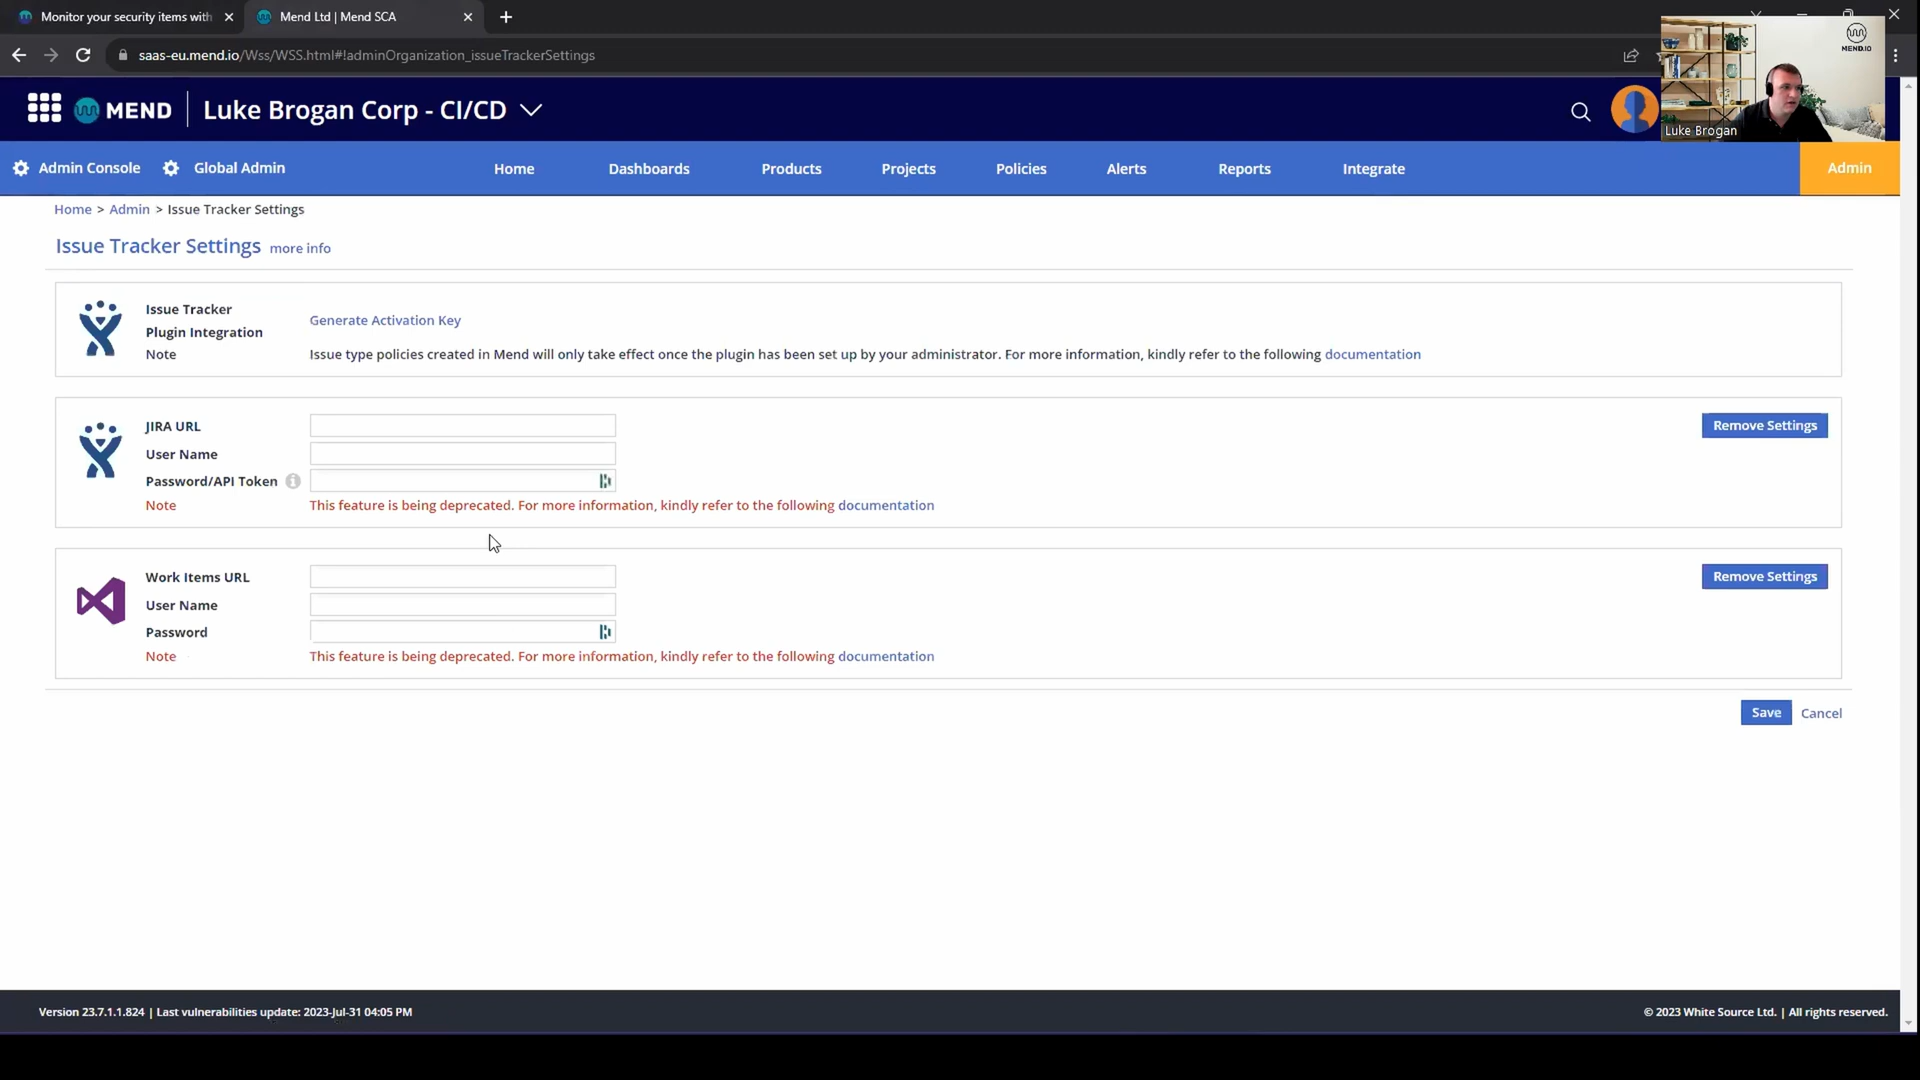 Monitor your security items with
Mend Ltd | Mend SCA
saas-eu.mend.io/Wss/WSS.html#!adminOrganization_issueTrackerSettings
MEND.IO
Luke Brogan
MEND
Luke Brogan Corp - CI/CD
Admin Console
Global Admin
Home
Dashboards
Products
Projects
Policies
Alerts
Reports
Integrate
Admin
Home > Admin > Issue Tracker Settings
Issue Tracker Settings more info
Issue Tracker
Plugin Integration
Generate Activation Key
Note
Issue type policies created in Mend will only take effect once the plugin has been set up by your administrator. For more information, kindly refer to the following documentation
JIRA URL
Remove Settings
User Name
Password/API Token
Note
This feature is being deprecated. For more information, kindly refer to the following documentation
Work Items URL
Remove Settings
User Name
Password
Note
This feature is being deprecated. For more information, kindly refer to the following documentation
Save
Cancel
Version 23.7.1.1.824 | Last vulnerabilities update: 2023-Jul-31 04:05 PM
© 2023 White Source Ltd. | All rights reserved.